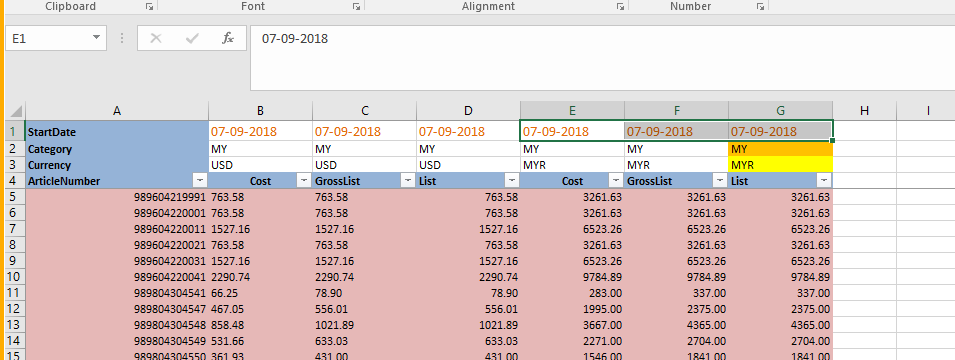 Clipboard Font Alignment Number
E1 fx 07-09-2018
A B C D E F G H I
1 StartDate 07-09-2018 07-09-2018 07-09-2018 07-09-2018 07-09-2018 07-09-2018
2 Category MY MY MY MY MY MY
3 Currency USD USD USD MYR MYR MYR
4 ArticleNumber Cost GrossList List Cost GrossList List
5 989604219991 763.58 763.58 763.58 3261.63 3261.63 3261.63
6 989604220001 763.58 763.58 763.58 3261.63 3261.63 3261.63
7 989604220011 1527.16 1527.16 1527.16 6523.26 6523.26 6523.26
8 989604220021 763.58 763.58 763.58 3261.63 3261.63 3261.63
9 989604220031 1527.16 1527.16 1527.16 6523.26 6523.26 6523.26
10 989604220041 2290.74 2290.74 2290.74 9784.89 9784.89 9784.89
11 989804304541 66.25 78.90 78.90 283.00 337.00 337.00
12 989804304547 467.05 556.01 556.01 1995.00 2375.00 2375.00
13 989804304548 858.48 1021.89 1021.89 3667.00 4365.00 4365.00
14 989804304549 531.66 633.03 633.03 2271.00 2704.00 2704.00
15 989804304550 361.93 431.00 431.00 1546.00 1841.00 1841.00